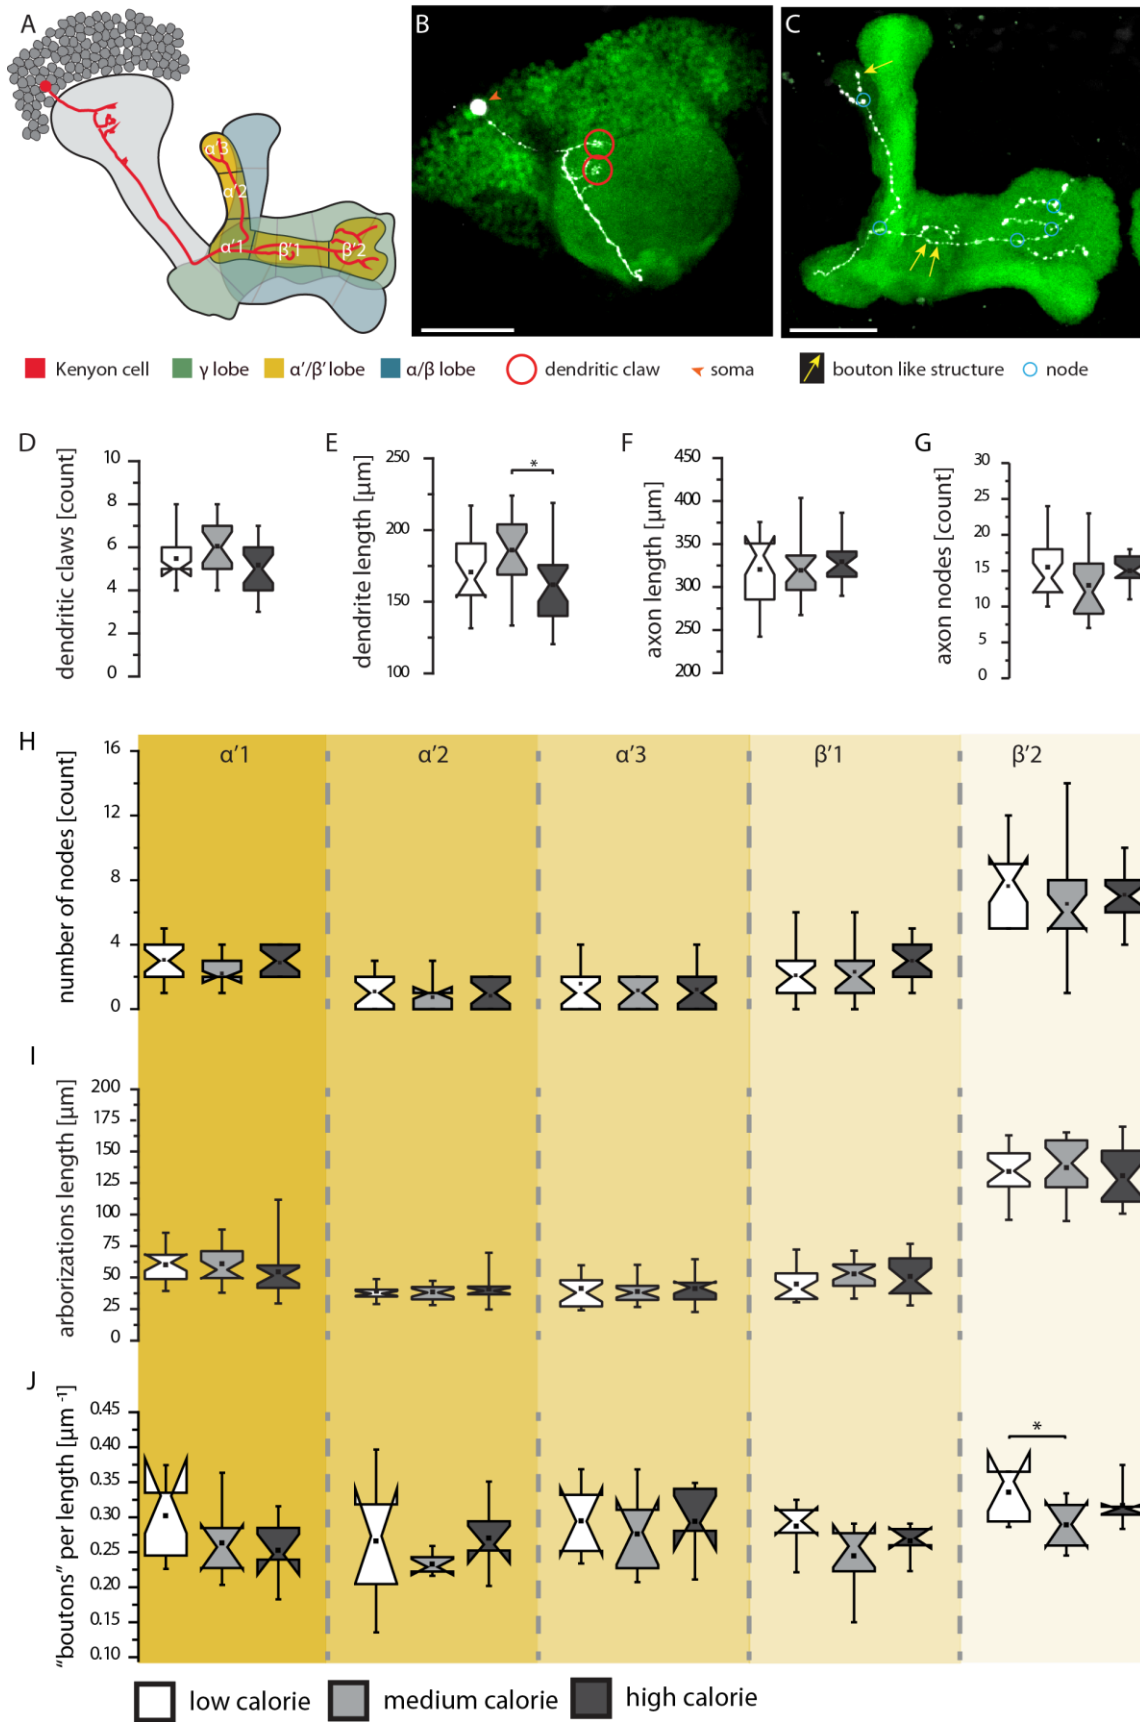 A
B
C
α'3
α'2
α'1
β'1
β'2
Kenyon cell
γ lobe
α'/β' lobe
α/β lobe
dendritic claw
soma
bouton like structure
node
D
dendritic claws [count]
10
8
6
4
2
0
E
dendrite length [μm]
250
200
150
100
*
F
axon length [μm]
450
400
350
300
250
200
G
axon nodes [count]
30
25
20
15
10
5
0
H
number of nodes [count]
16
12
8
4
0
α'1
α'2
α'3
β'1
β'2
I
arborizations length [μm]
200
175
150
125
100
75
50
25
0
J
"boutons" per length [μm ⁻¹]
0.45
0.40
0.35
0.30
0.25
0.20
0.15
0.10
*
low calorie
medium calorie
high calorie